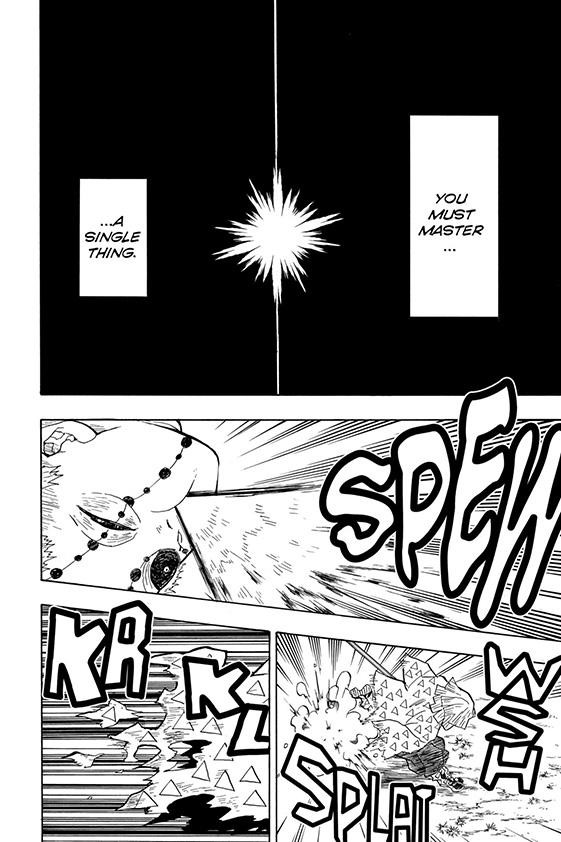 YOU
MUST
MASTER
...
...A
SINGLE
THING.
SPEW
WSH
SPLAT
KR
KL